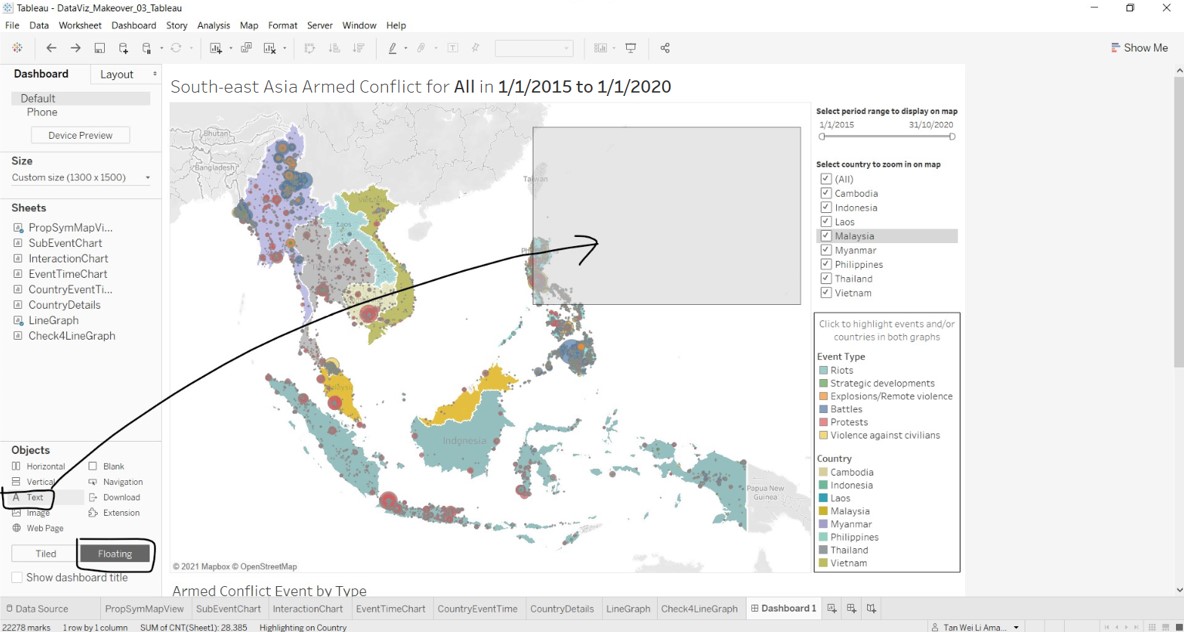 Tableau - DataViz_Makeover_03_Tableau
File Data Worksheet Dashboard Story Analysis Map Format Server Window Help
Show Me
Dashboard Layout
Default
Phone
Device Preview
Size
Custom size (1300 x 1500)
Sheets
PropSymMapVi...
SubEventChart
InteractionChart
EventTimeChart
CountryEventTi...
CountryDetails
LineGraph
Check4LineGraph
Objects
Horizontal Blank
Vertical Navigation
A Text Download
Image Extension
Web Page
Tiled Floating
Show dashboard title
South-east Asia Armed Conflict for All in 1/1/2015 to 1/1/2020
Bhutan
Bangladesh
Taiwan
Laos
Indonesia
Papua New
Guinea
© 2021 Mapbox © OpenStreetMap
Armed Conflict Event by Type
Select period range to display on map
1/1/2015 31/10/2020
Select country to zoom in on map
(All)
Cambodia
Indonesia
Laos
Malaysia
Myanmar
Philippines
Thailand
Vietnam
Click to highlight events and/or
countries in both graphs
Event Type
Riots
Strategic developments
Explosions/Remote violence
Battles
Protests
Violence against civilians
Country
Cambodia
Indonesia
Laos
Malaysia
Myanmar
Philippines
Thailand
Vietnam
Data Source PropSymMapView SubEventChart InteractionChart EventTimeChart CountryEventTime CountryDetails LineGraph Check4LineGraph Dashboard 1
22278 marks 1 row by 1 column SUM of CNT(Sheet1): 28.385 Highlighting on Country Tan Wei Li Ama...